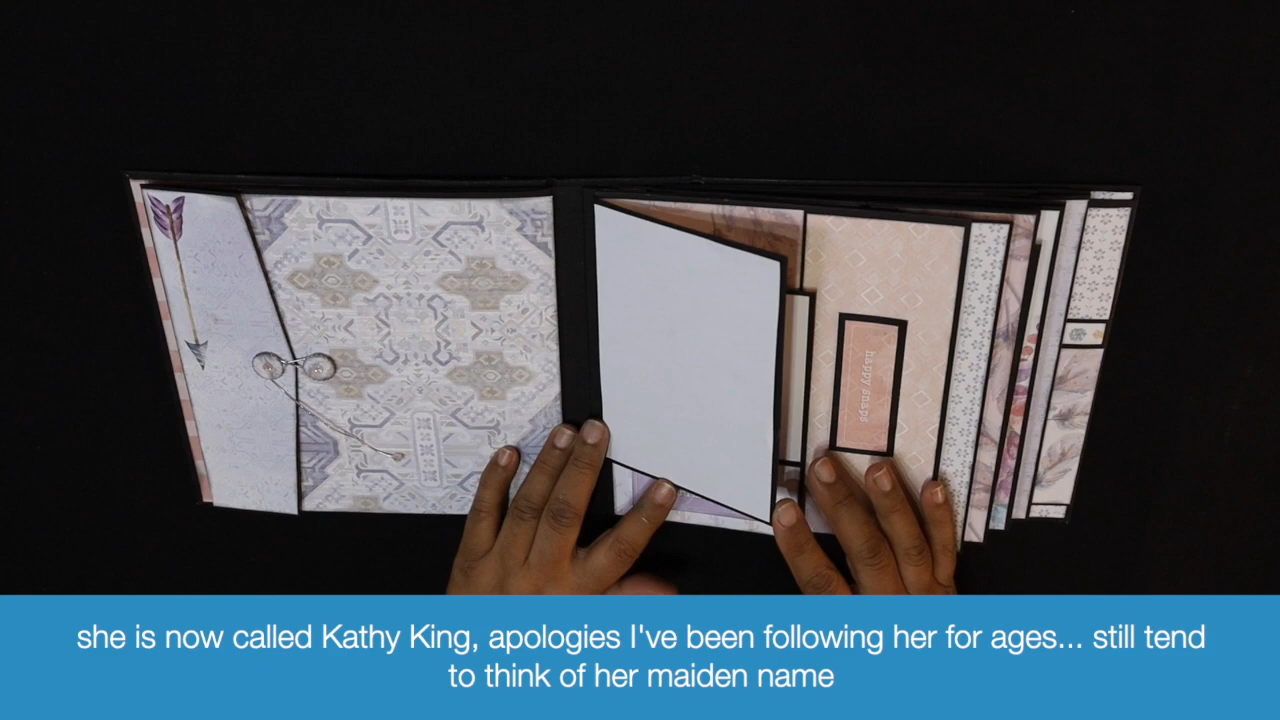 happy snaps
she is now called Kathy King, apologies I've been following her for ages... still tend
to think of her maiden name